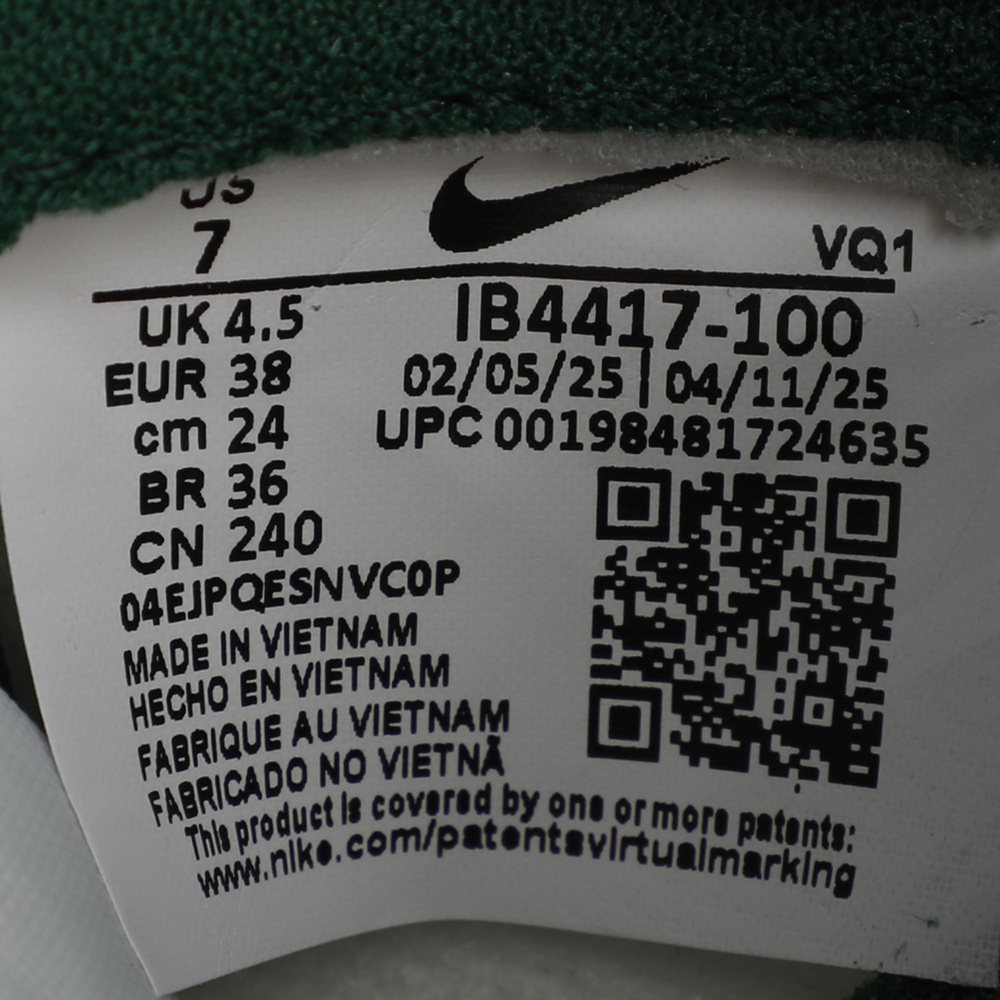 US
7
VQ1
UK 4.5
IB4417-100
EUR 38
02/05/25 | 04/11/25
cm 24
UPC 00198481724635
BR 36
CN 240
04EJPQESNVC0P
MADE IN VIETNAM
HECHO EN VIETNAM
FABRIQUE AU VIETNAM
FABRICADO NO VIETNÃ
This product is covered by one or more patents:
www.nike.com/patentsvirtualmarking